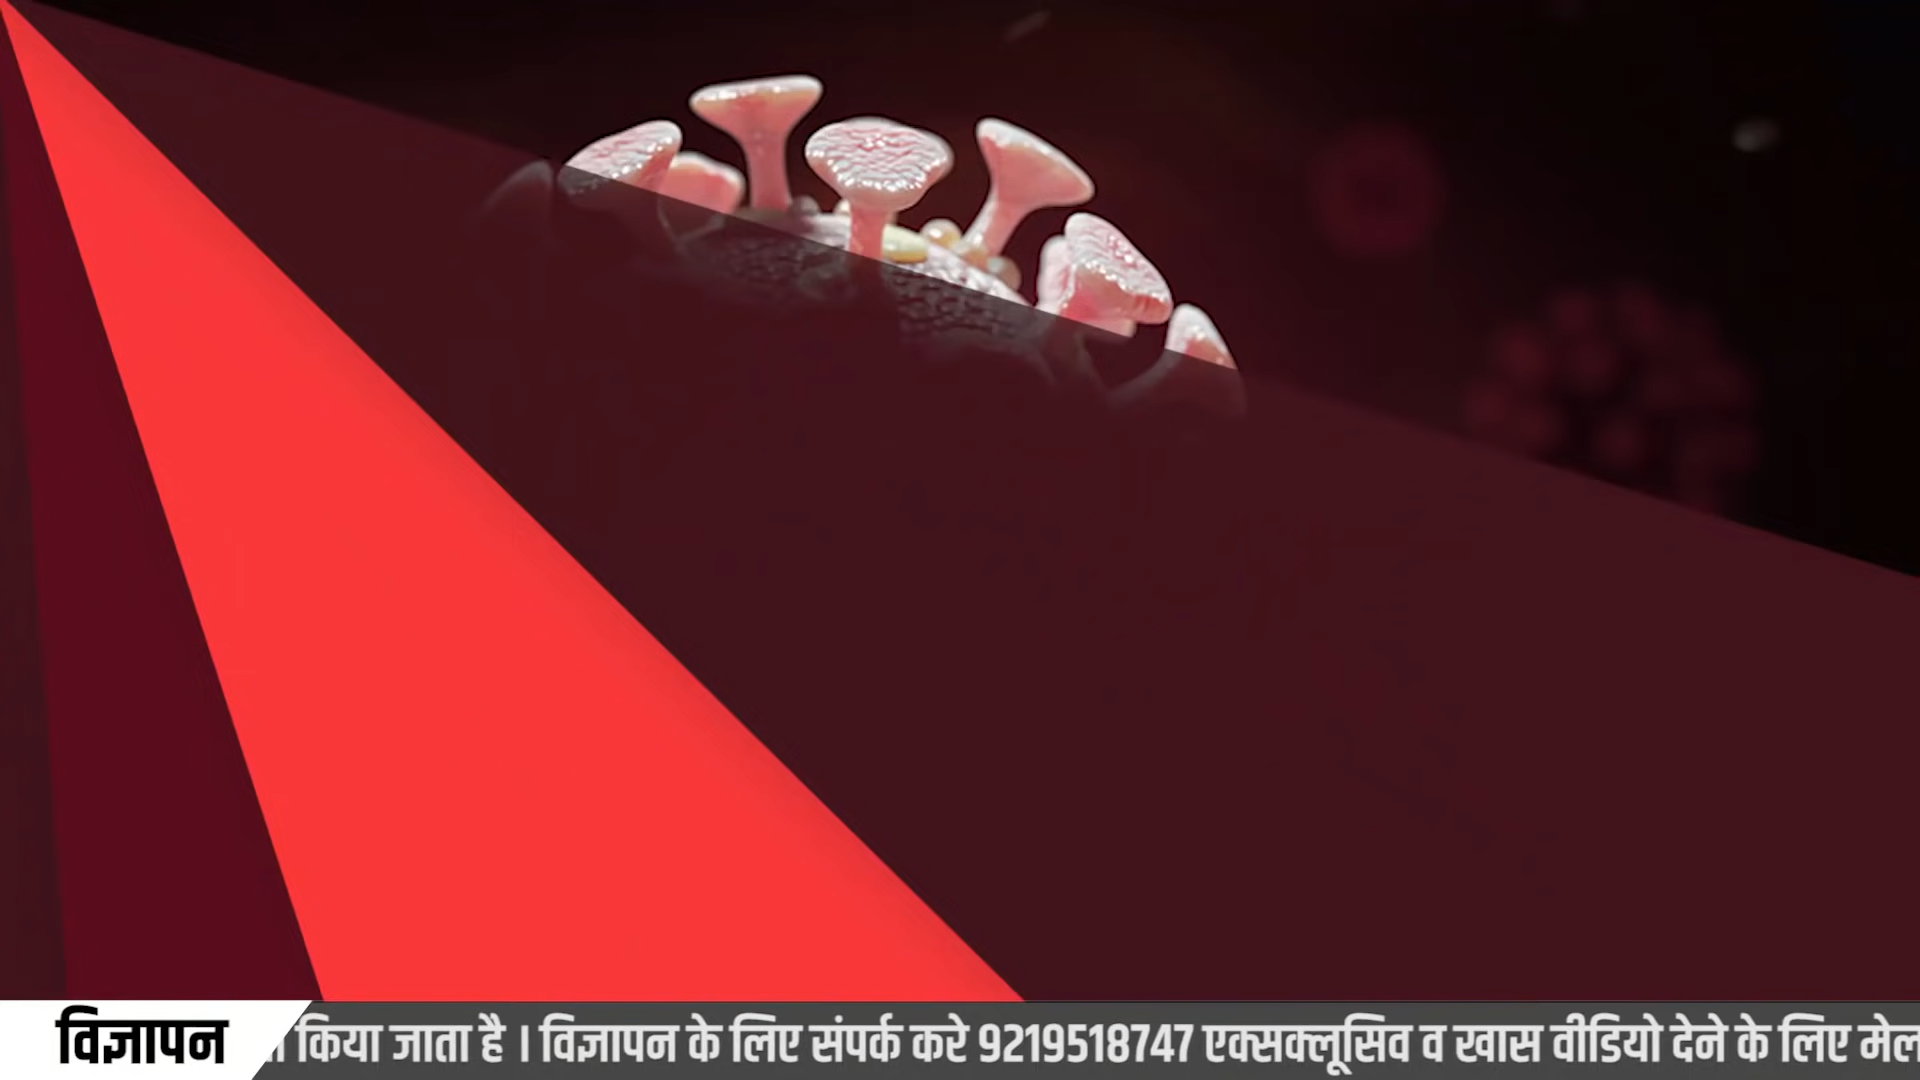 विज्ञापन
किया जाता है । विज्ञापन के लिए संपर्क करे 9219518747 एक्सक्लूसिव व खास वीडियो देने के लिए